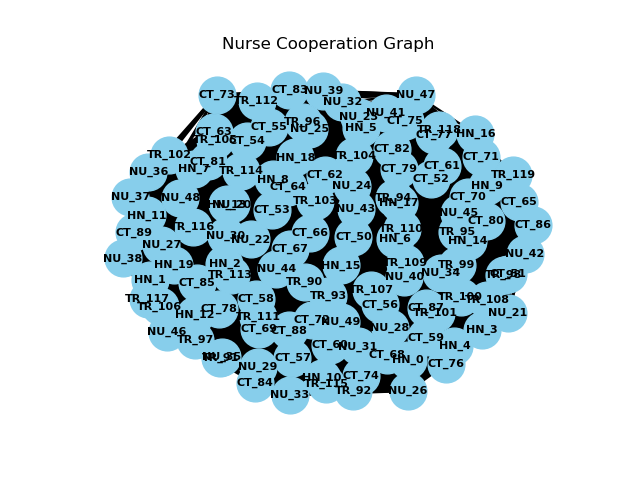 Nurse Cooperation Graph
NU_39
CT_83
CT_73
NU_47
TR_112
NU_32
NU_41
NU_23
CT_75
TR_96
CT_55
NU_25
HN_5
CT_63
TR_118
CT_77
HN_16
CT_54
CT_82
TR_102
TR_104
CT_71
HN_18
CT_81
CT_61
HN_7
CT_79
NU_36
TR_114
CT_62
TR_119
HN_8
CT_52
CT_64
NU_24
HN_9
NU_37
NU_48
CT_70
TR_94
TR_103
HN_17
CT_65
NU_43
CT_53
NU_45
HN_11
CT_80
CT_86
TR_116
TR_110
CT_89
CT_66
TR_95
NU_30
CT_50
HN_6
NU_22
HN_14
NU_27
CT_67
NU_42
NU_38
HN_2
HN_19
HN_15
TR_109
TR_99
NU_44
NU_34
TR_113
NU_40
HN_1
CT_85
TR_90
TR_107
TR_93
TR_100
CT_58
TR_117
TR_108
TR_106
CT_56
CT_87
CT_78
TR_101
NU_21
HN_12
TR_111
CT_72
NU_49
NU_28
CT_69
CT_88
HN_3
NU_46
CT_59
TR_97
CT_60
NU_31
HN_4
CT_68
CT_57
HN_0
CT_76
NU_29
CT_74
HN_10
CT_84
TR_115
TR_92
NU_26
NU_33